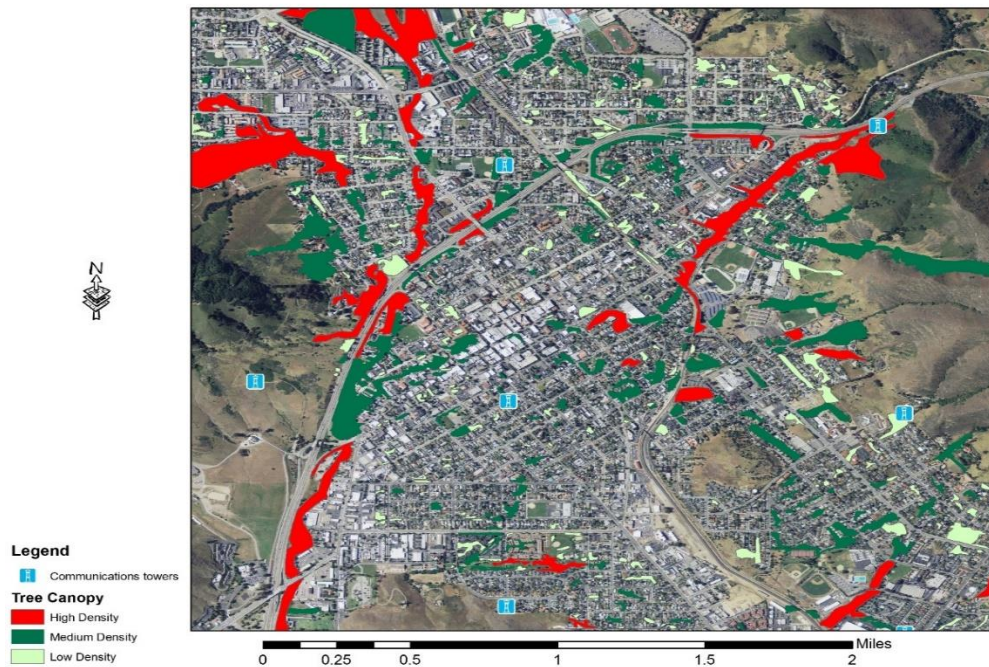 N
Legend
Communications towers
Tree Canopy
High Density
Medium Density
Low Density
Miles
0 0.25 0.5 1 1.5 2